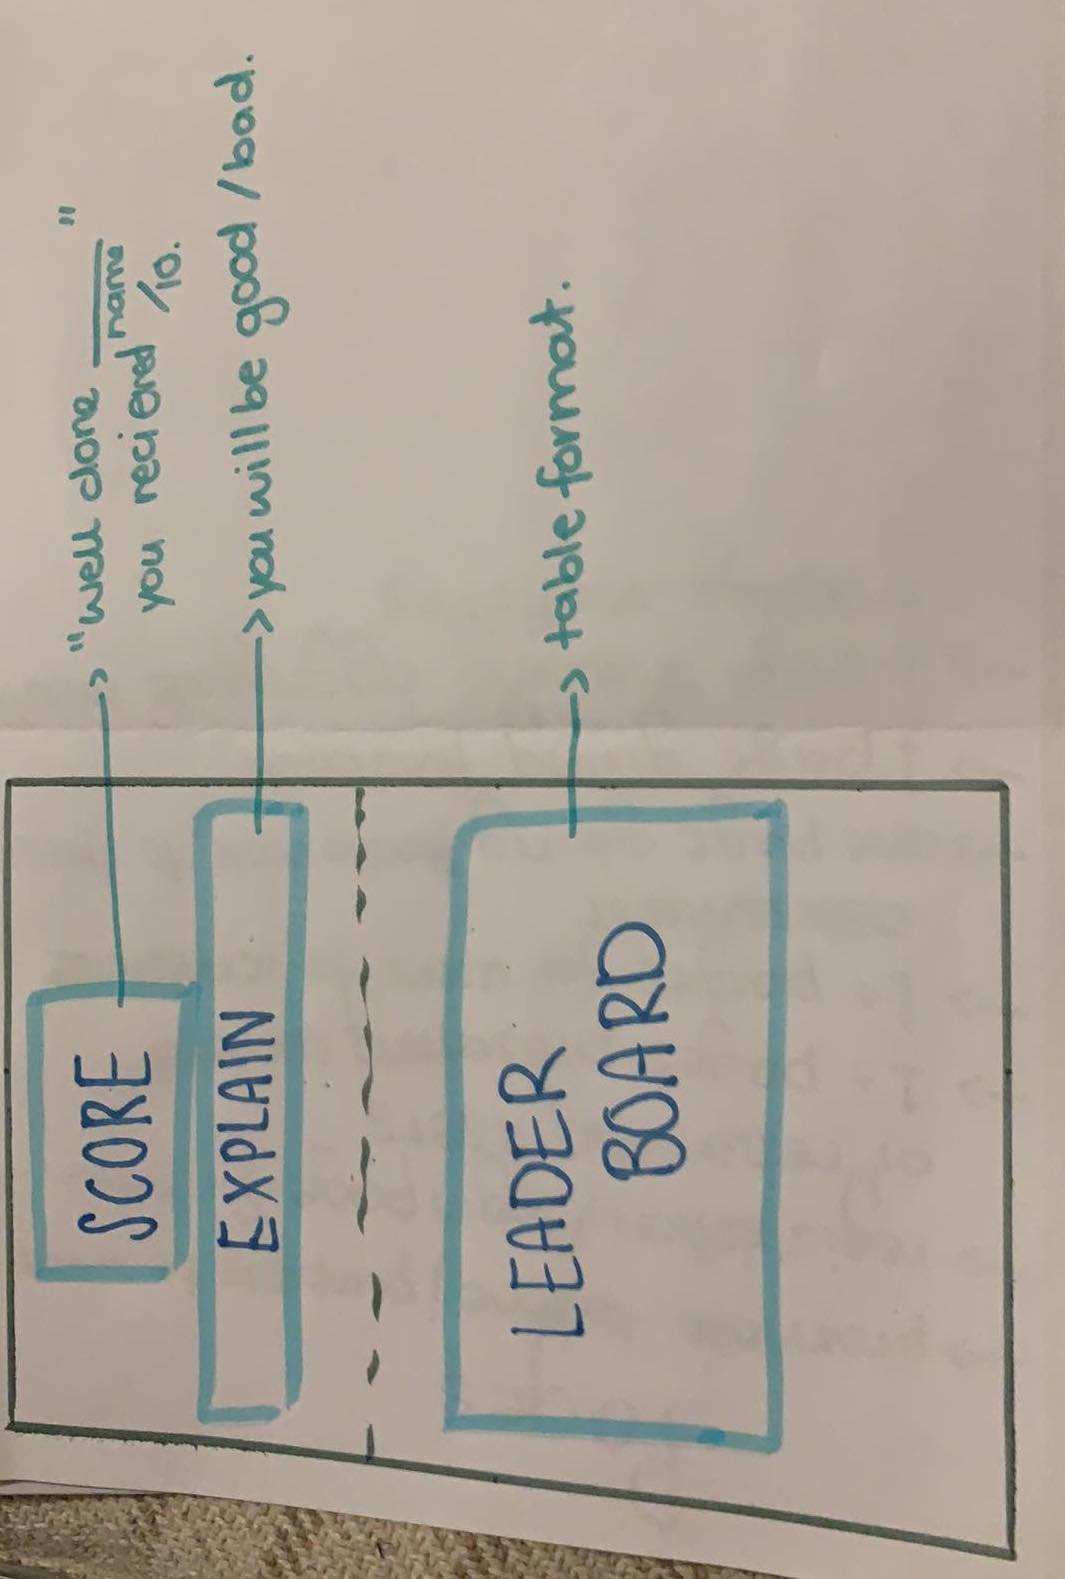 SCORE
"well done ____"
name
you recieved /10.
EXPLAIN
you will be good/bad.
LEADER
BOARD
table format.